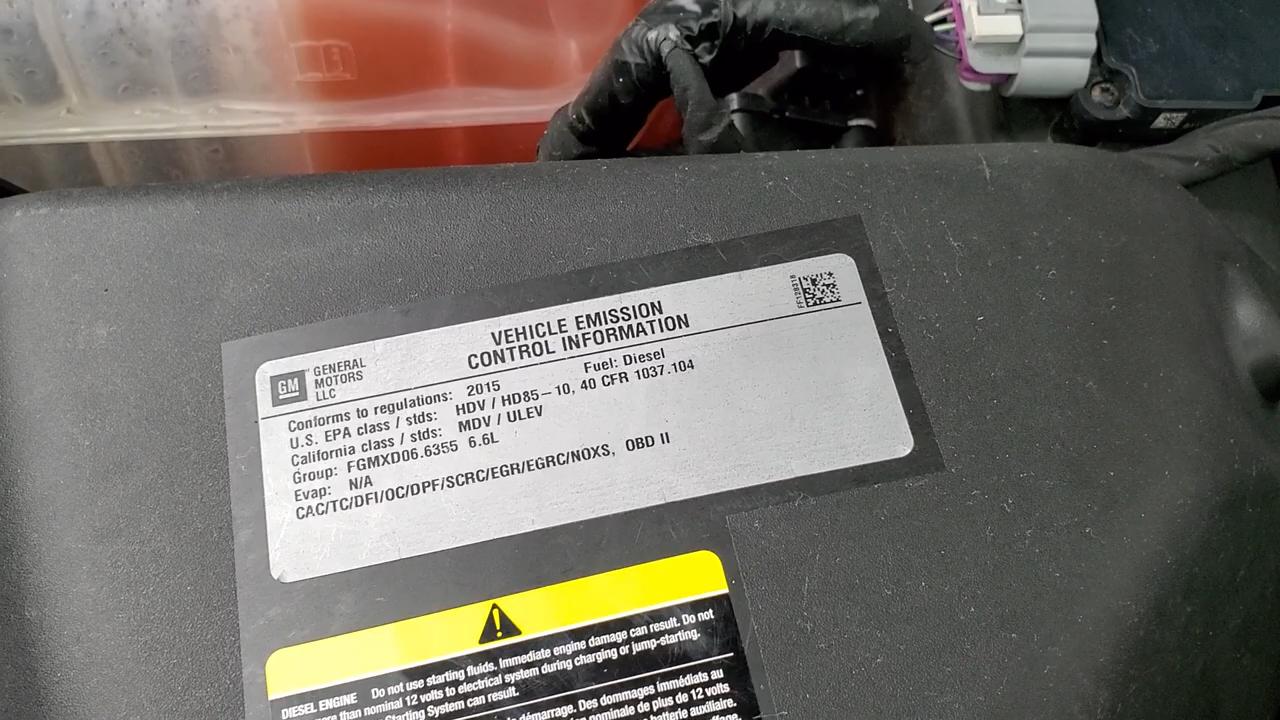 FF128318
VEHICLE EMISSION
CONTROL INFORMATION
GM
GENERAL
MOTORS
LLC
Conforms to regulations: 2015 Fuel: Diesel
U.S. EPA class / stds: HDV / HD85-10, 40 CFR 1037.104
California class / stds: MDV / ULEV
Group: FGMXD06.6355 6.6L
Evap: N/A
CAC/TC/DFI/OC/DPF/SCRC/EGR/EGRC/NOXS, OBD II
DIESEL ENGINE Do not use starting fluids. Immediate engine damage can result. Do not
more than nominal 12 volts to electrical system during charging or jump-starting.
Starting System can result.
démarrage. Des dommages immédiats au
nominale de plus de 12 volts
batterie auxiliaire.